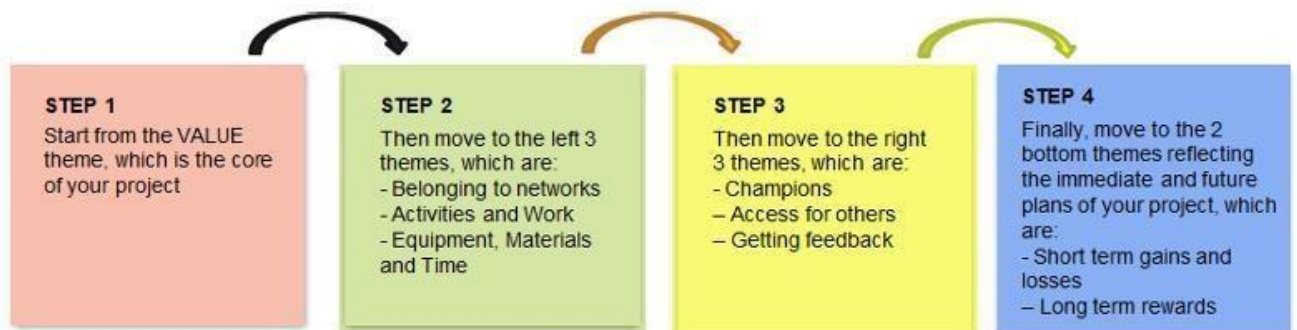 STEP 1
Start from the VALUE
theme, which is the core
of your project
STEP 2
Then move to the left 3
themes, which are:
- Belonging to networks
- Activities and Work
- Equipment, Materials
and Time
STEP 3
Then move to the right
3 themes, which are:
- Champions
– Access for others
– Getting feedback
STEP 4
Finally, move to the 2
bottom themes reflecting
the immediate and future
plans of your project, which
are:
- Short term gains and
losses
– Long term rewards